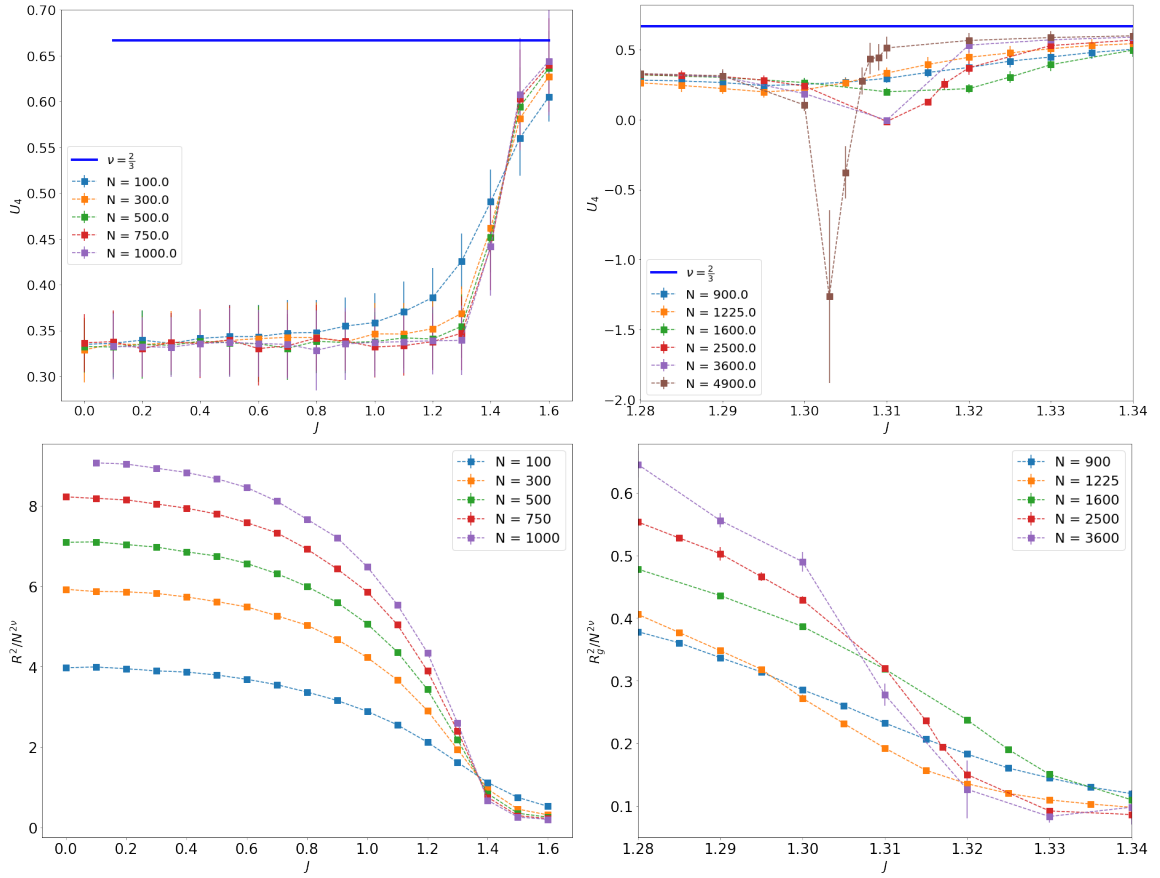 0.70
0.65
0.60
0.55
0.50
0.45
0.40
0.35
0.30
U4
ν = 2/3
N = 100.0
N = 300.0
N = 500.0
N = 750.0
N = 1000.0
0.0 0.2 0.4 0.6 0.8 1.0 1.2 1.4 1.6
J
0.5
0.0
−0.5
−1.0
−1.5
−2.0
U4
ν = 2/3
N = 900.0
N = 1225.0
N = 1600.0
N = 2500.0
N = 3600.0
N = 4900.0
1.28 1.29 1.30 1.31 1.32 1.33 1.34
J
8
6
4
2
0
R²/N²ᵛ
N = 100
N = 300
N = 500
N = 750
N = 1000
0.0 0.2 0.4 0.6 0.8 1.0 1.2 1.4 1.6
J
0.6
0.5
0.4
0.3
0.2
0.1
R²g/N²ᵛ
N = 900
N = 1225
N = 1600
N = 2500
N = 3600
1.28 1.29 1.30 1.31 1.32 1.33 1.34
J